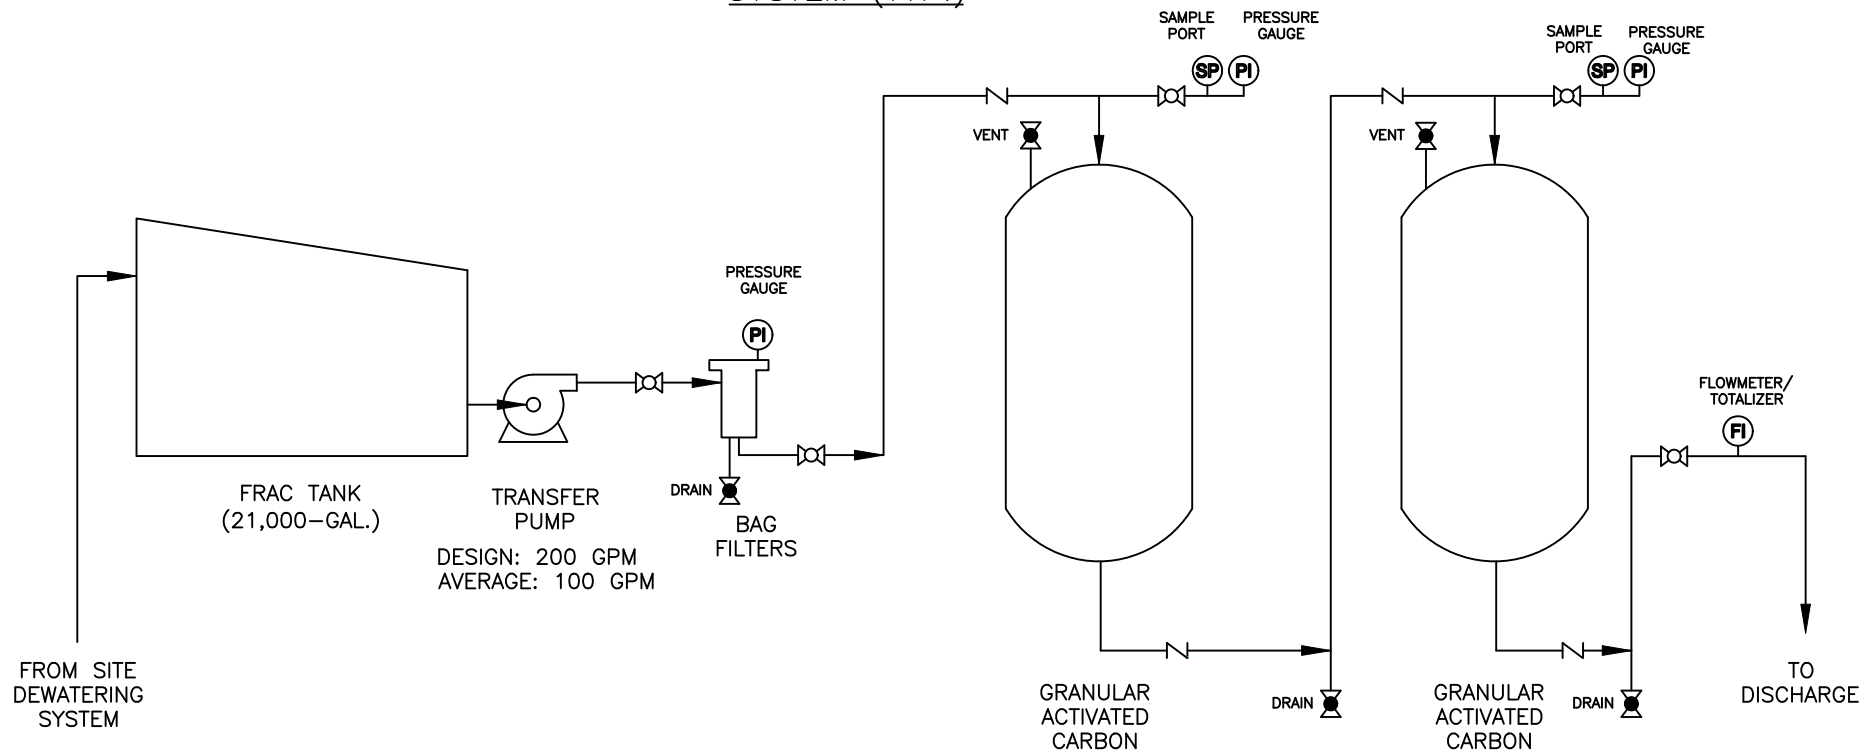 SAMPLE
PORT
PRESSURE
GAUGE
SP
PI
SAMPLE
PORT
PRESSURE
GAUGE
SP
PI
VENT
VENT
PRESSURE
GAUGE
PI
FLOWMETER/
TOTALIZER
FI
FRAC TANK
(21,000-GAL.)
TRANSFER
PUMP
DESIGN: 200 GPM
AVERAGE: 100 GPM
DRAIN
BAG
FILTERS
FROM SITE
DEWATERING
SYSTEM
GRANULAR
ACTIVATED
CARBON
DRAIN
GRANULAR
ACTIVATED
CARBON
DRAIN
TO
DISCHARGE